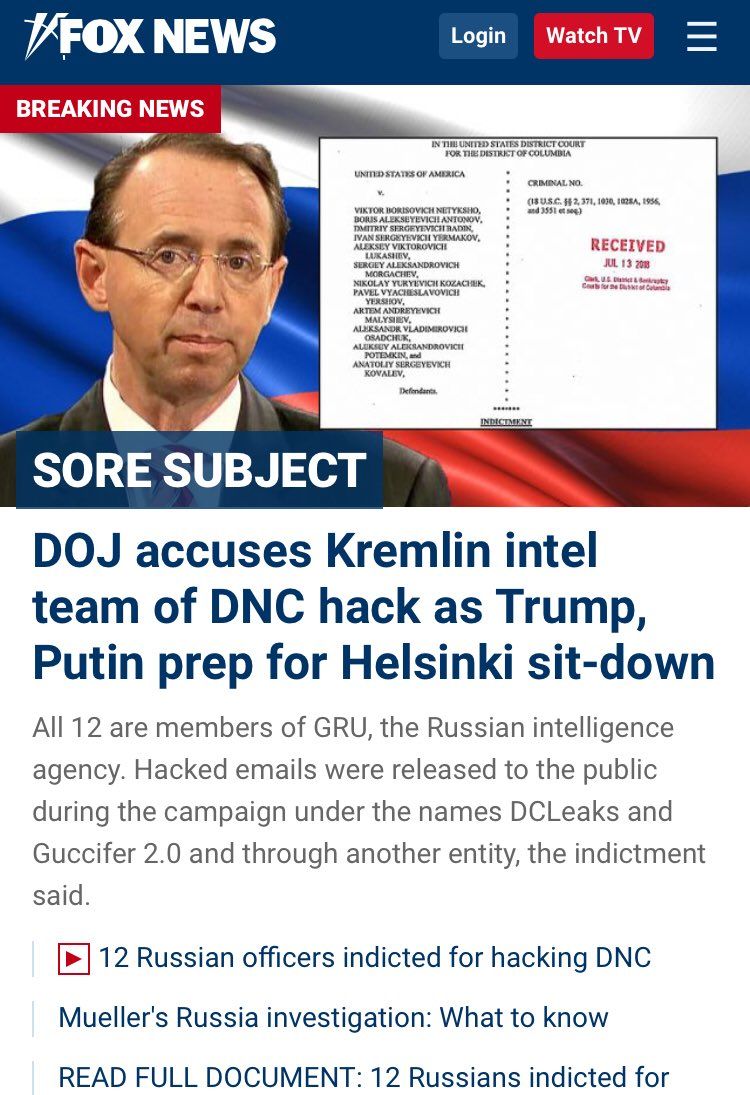 FOX NEWS
Login
Watch TV
BREAKING NEWS
IN THE UNITED STATES DISTRICT COURT
FOR THE DISTRICT OF COLUMBIA
UNITED STATES OF AMERICA
v.
VIKTOR BORISOVICH NETYKSHO,
BORIS ALEKSEYEVICH ANTONOV,
DMITRIY SERGEYEVICH BADIN,
IVAN SERGEYEVICH YERMAKOV,
ALEKSEY VIKTOROVICH
LUKASHEV,
SERGEY ALEKSANDROVICH
MORGACHEV,
NIKOLAY YURYEVICH KOZACHEK,
PAVEL VYACHESLAVOVICH
YERSHOV,
ARTEM ANDREYEVICH
MALYSHEV,
ALEKSANDR VLADIMIROVICH
OSADCHUK,
ALEKSEY ALEKSANDROVICH
POTEMKIN, and
ANATOLIY SERGEYEVICH
KOVALEV,
Defendants.
CRIMINAL NO.
(18 U.S.C. §§ 2, 371, 1030, 1028A, 1956,
and 3551 et seq.)
RECEIVED
JUL 13 2018
Clerk, U.S. District & Bankruptcy
Courts for the District of Columbia
*******
INDICTMENT
SORE SUBJECT
DOJ accuses Kremlin intel
team of DNC hack as Trump,
Putin prep for Helsinki sit-down
All 12 are members of GRU, the Russian intelligence
agency. Hacked emails were released to the public
during the campaign under the names DCLeaks and
Guccifer 2.0 and through another entity, the indictment
said.
12 Russian officers indicted for hacking DNC
Mueller's Russia investigation: What to know
READ FULL DOCUMENT: 12 Russians indicted for